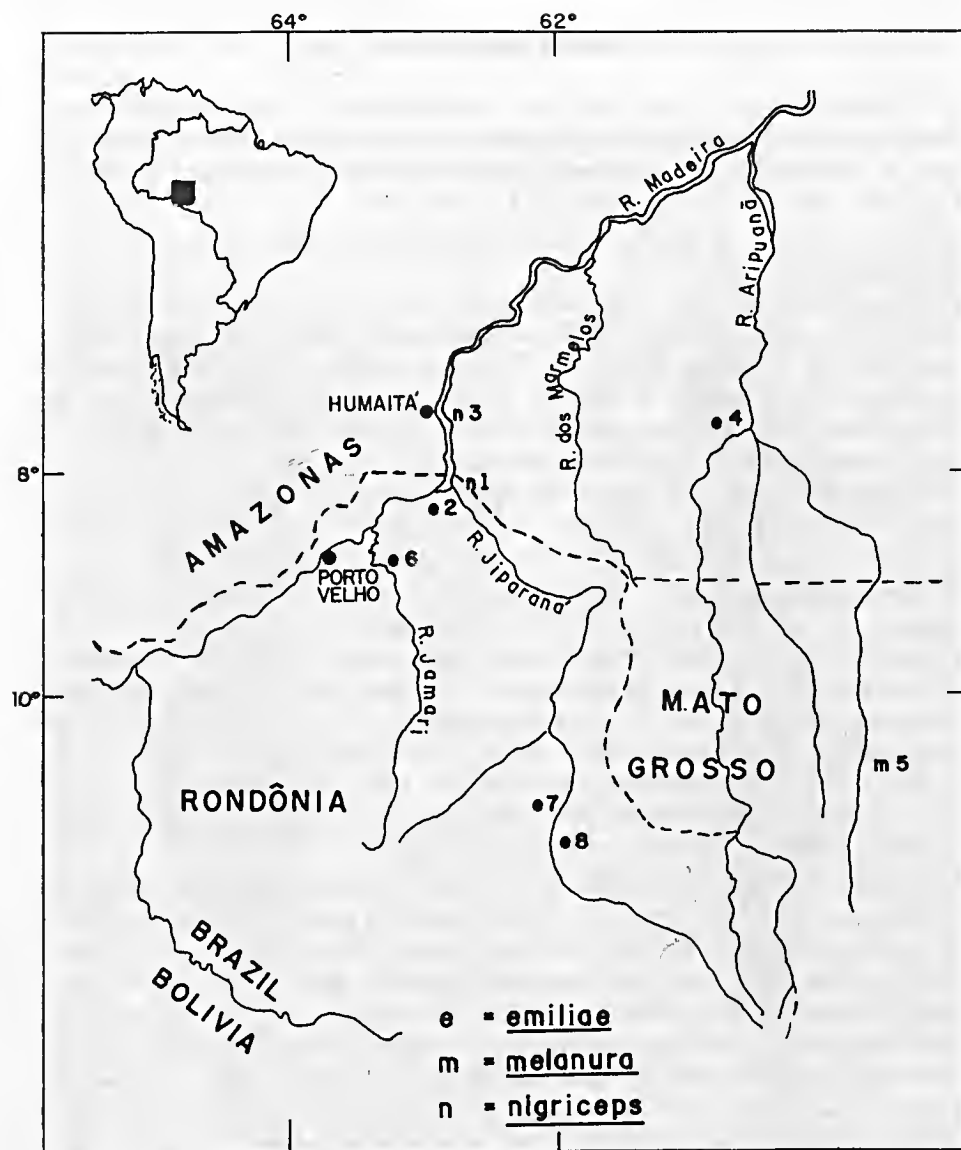 64° 62°
R. Madeira
R. Aripuanã
R. dos Marmelos
HUMAITÁ
n 3
4
8°
AMAZONAS
n1
2
R. Jiparaná
PORTO
VELHO
6
R. Jamari
10°
MATO
GROSSO
m 5
RONDÔNIA
7
8
BRAZIL
BOLIVIA
e = emiliae
m = melanura
n = nigriceps